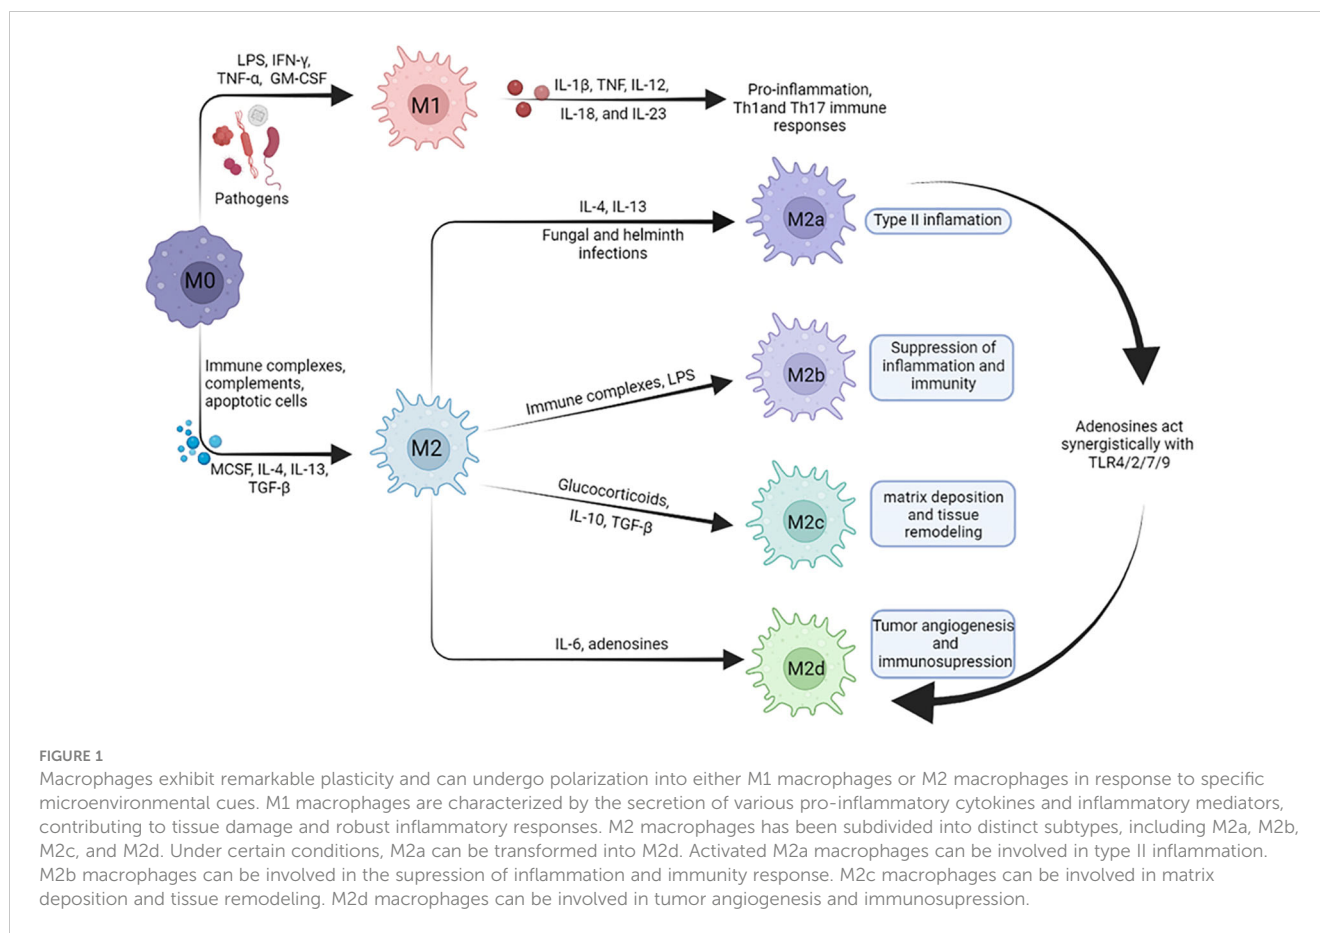 LPS, IFN-γ,
TNF-α, GM-CSF
Pathogens
M0
M1
IL-1β, TNF, IL-12,
IL-18, and IL-23
Pro-inflammation,
Th1and Th17 immune
responses
Immune complexes,
complements,
apoptotic cells
MCSF, IL-4, IL-13,
TGF-β
M2
IL-4, IL-13
Fungal and helminth
infections
M2a
Type II inflamation
Immune complexes, LPS
M2b
Suppression of
inflammation and
immunity
Glucocorticoids,
IL-10, TGF-β
M2c
matrix deposition
and tissue
remodeling
IL-6, adenosines
M2d
Tumor angiogenesis
and
immunosupression
Adenosines act
synergistically with
TLR4/2/7/9
FIGURE 1
Macrophages exhibit remarkable plasticity and can undergo polarization into either M1 macrophages or M2 macrophages in response to specific
microenvironmental cues. M1 macrophages are characterized by the secretion of various pro-inflammatory cytokines and inflammatory mediators,
contributing to tissue damage and robust inflammatory responses. M2 macrophages has been subdivided into distinct subtypes, including M2a, M2b,
M2c, and M2d. Under certain conditions, M2a can be transformed into M2d. Activated M2a macrophages can be involved in type II inflammation.
M2b macrophages can be involved in the supression of inflammation and immunity response. M2c macrophages can be involved in matrix
deposition and tissue remodeling. M2d macrophages can be involved in tumor angiogenesis and immunosupression.